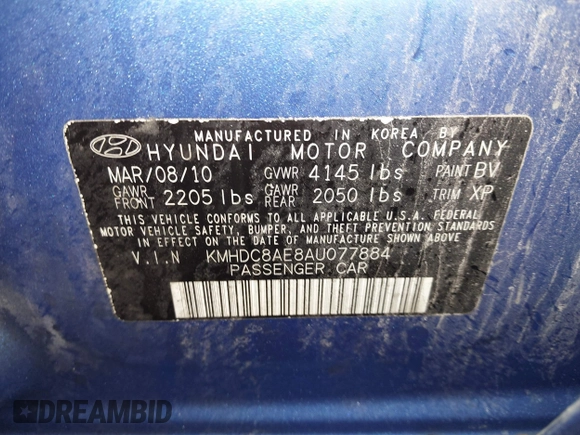 MANUFACTURED IN KOREA BY
HYUNDAI MOTOR COMPANY
MAR/08/10 GVWR 4145 lbs PAINT BV
GAWR FRONT 2205 lbs GAWR REAR 2050 lbs TRIM XP
THIS VEHICLE CONFORMS TO ALL APPLICABLE U.S.A. FEDERAL
MOTOR VEHICLE SAFETY, BUMPER, AND THEFT PREVENTION
STANDARDS IN EFFECT ON THE DATE OF MANUFACTURE SHOWN ABOVE.
V.I.N KMHDC8AE8AU077884
PASSENGER CAR
DREAMBID